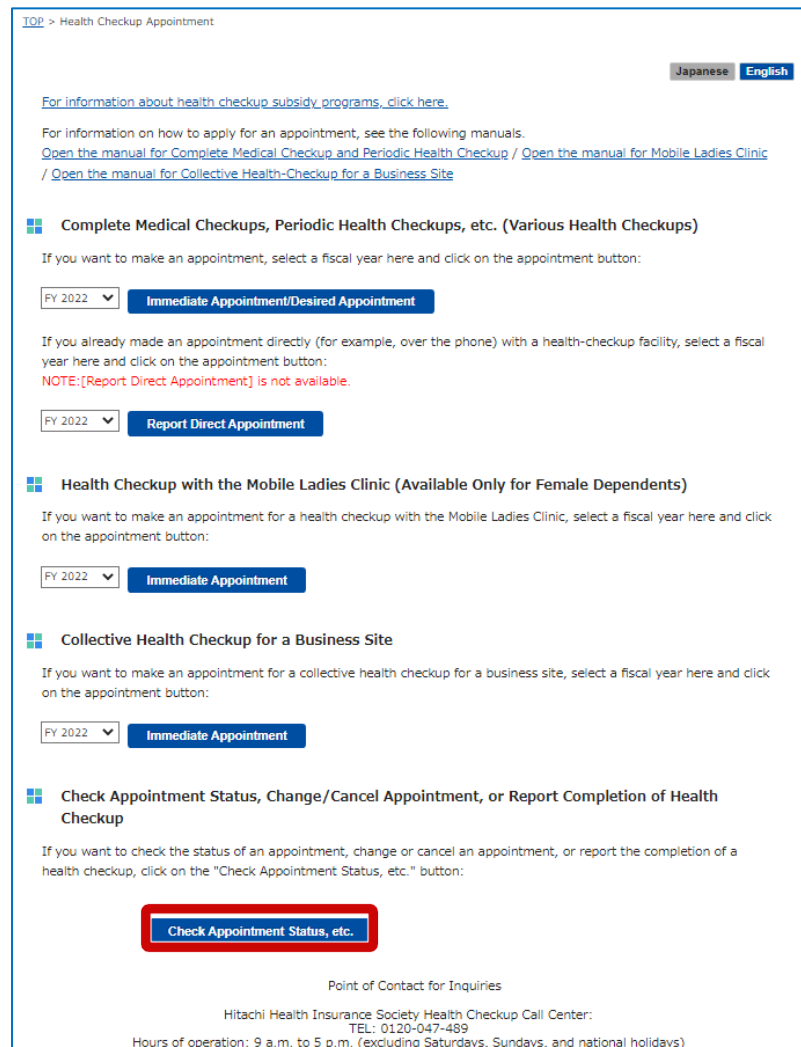 TOP > Health Checkup Appointment
Japanese English
For information about health checkup subsidy programs, click here.
For information on how to apply for an appointment, see the following manuals.
Open the manual for Complete Medical Checkup and Periodic Health Checkup / Open the manual for Mobile Ladies Clinic
/ Open the manual for Collective Health-Checkup for a Business Site
Complete Medical Checkups, Periodic Health Checkups, etc. (Various Health Checkups)
If you want to make an appointment, select a fiscal year here and click on the appointment button:
FY 2022 Immediate Appointment/Desired Appointment
If you already made an appointment directly (for example, over the phone) with a health-checkup facility, select a fiscal
year here and click on the appointment button:
NOTE:[Report Direct Appointment] is not available.
FY 2022 Report Direct Appointment
Health Checkup with the Mobile Ladies Clinic (Available Only for Female Dependents)
If you want to make an appointment for a health checkup with the Mobile Ladies Clinic, select a fiscal year here and click
on the appointment button:
FY 2022 Immediate Appointment
Collective Health Checkup for a Business Site
If you want to make an appointment for a collective health checkup for a business site, select a fiscal year here and click
on the appointment button:
FY 2022 Immediate Appointment
Check Appointment Status, Change/Cancel Appointment, or Report Completion of Health
Checkup
If you want to check the status of an appointment, change or cancel an appointment, or report the completion of a
health checkup, click on the "Check Appointment Status, etc." button:
Check Appointment Status, etc.
Point of Contact for Inquiries
Hitachi Health Insurance Society Health Checkup Call Center:
TEL: 0120-047-489
Hours of operation: 9 a.m. to 5 p.m. (excluding Saturdays, Sundays, and national holidays)